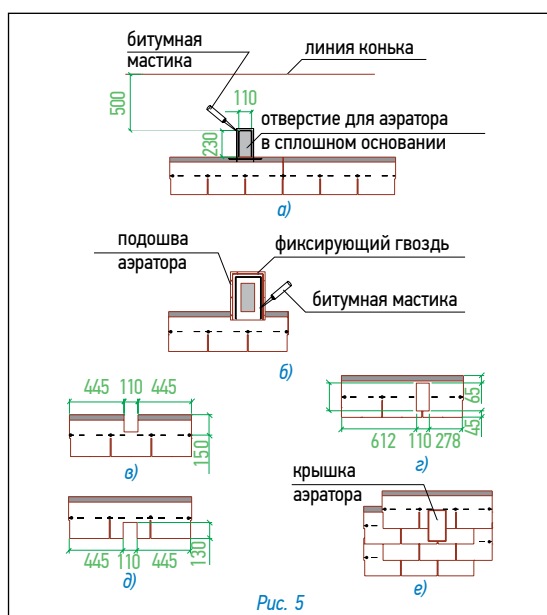 битумная
мастика
линия конька
500
110
230
отверстие для аэратора
в сплошном основании
а)
подошва
аэратора
фиксирующий гвоздь
битумная мастика
б)
445 110 445
150
в)
65
45
612 110 278
г)
130
445 110 445
д)
крышка
аэратора
е)
Рис. 5